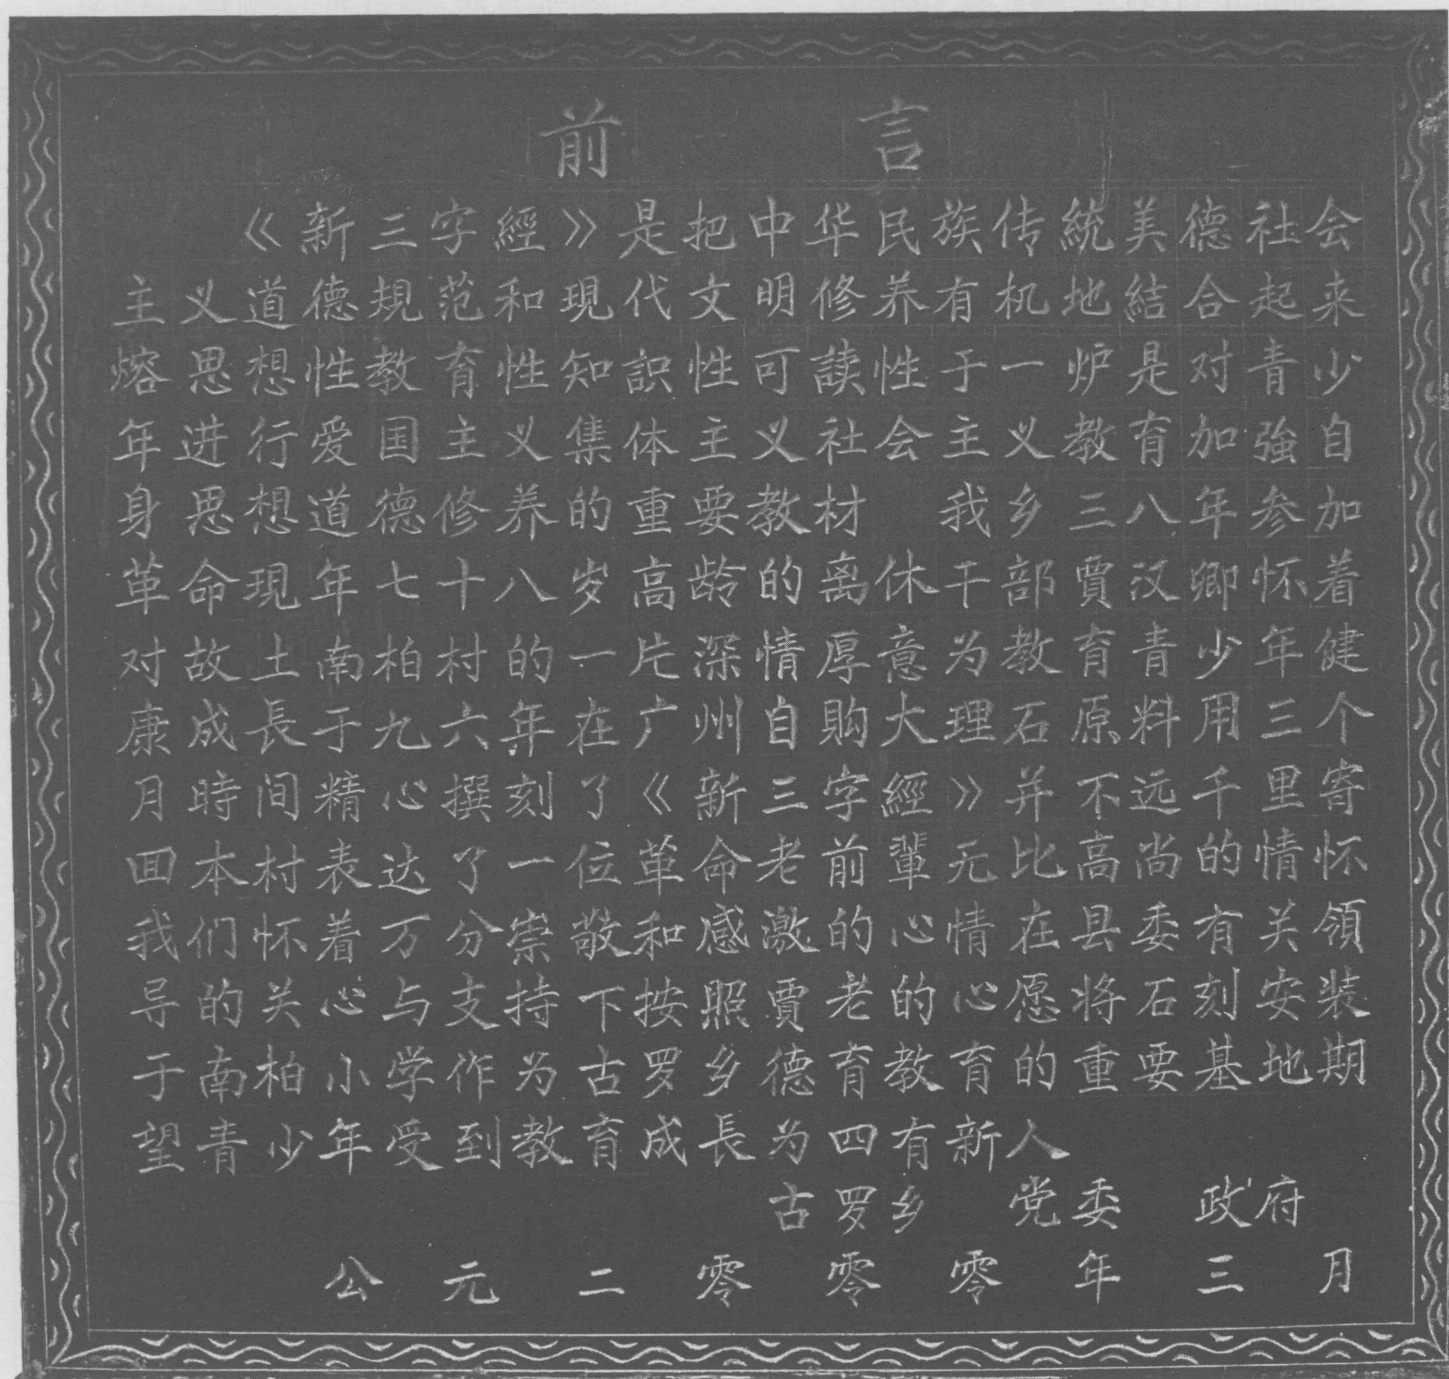 前言
《新三字經》是把中华民族传統美德社会
主义道德規范和現代文明修养有机地結合起来
熔思想性教育性知識性可讀性于一炉是对青少
年进行爱国主义集体主义社会主义教育加強自
身思想道德修养的重要教材 我乡三八年参加
革命現年七十八岁高龄的离休干部賈汉卿怀着
对故土南柏村的一片深情厚意为教育青少年健
康成長于九六年在广州自購大理石原料用三个
月時间精心撰刻了《新三字經》并不远千里寄
回本村表达了一位革命老前輩无比高尚的情怀
我们怀着万分崇敬和感激的心情在县委有关領
导的关心与支持下按照賈老的心愿将石刻安装
于南柏小学作为古罗乡德育教育的重要基地期
望青少年受到教育成長为四有新人
古罗乡 党委 政府
公元二零零零年三月